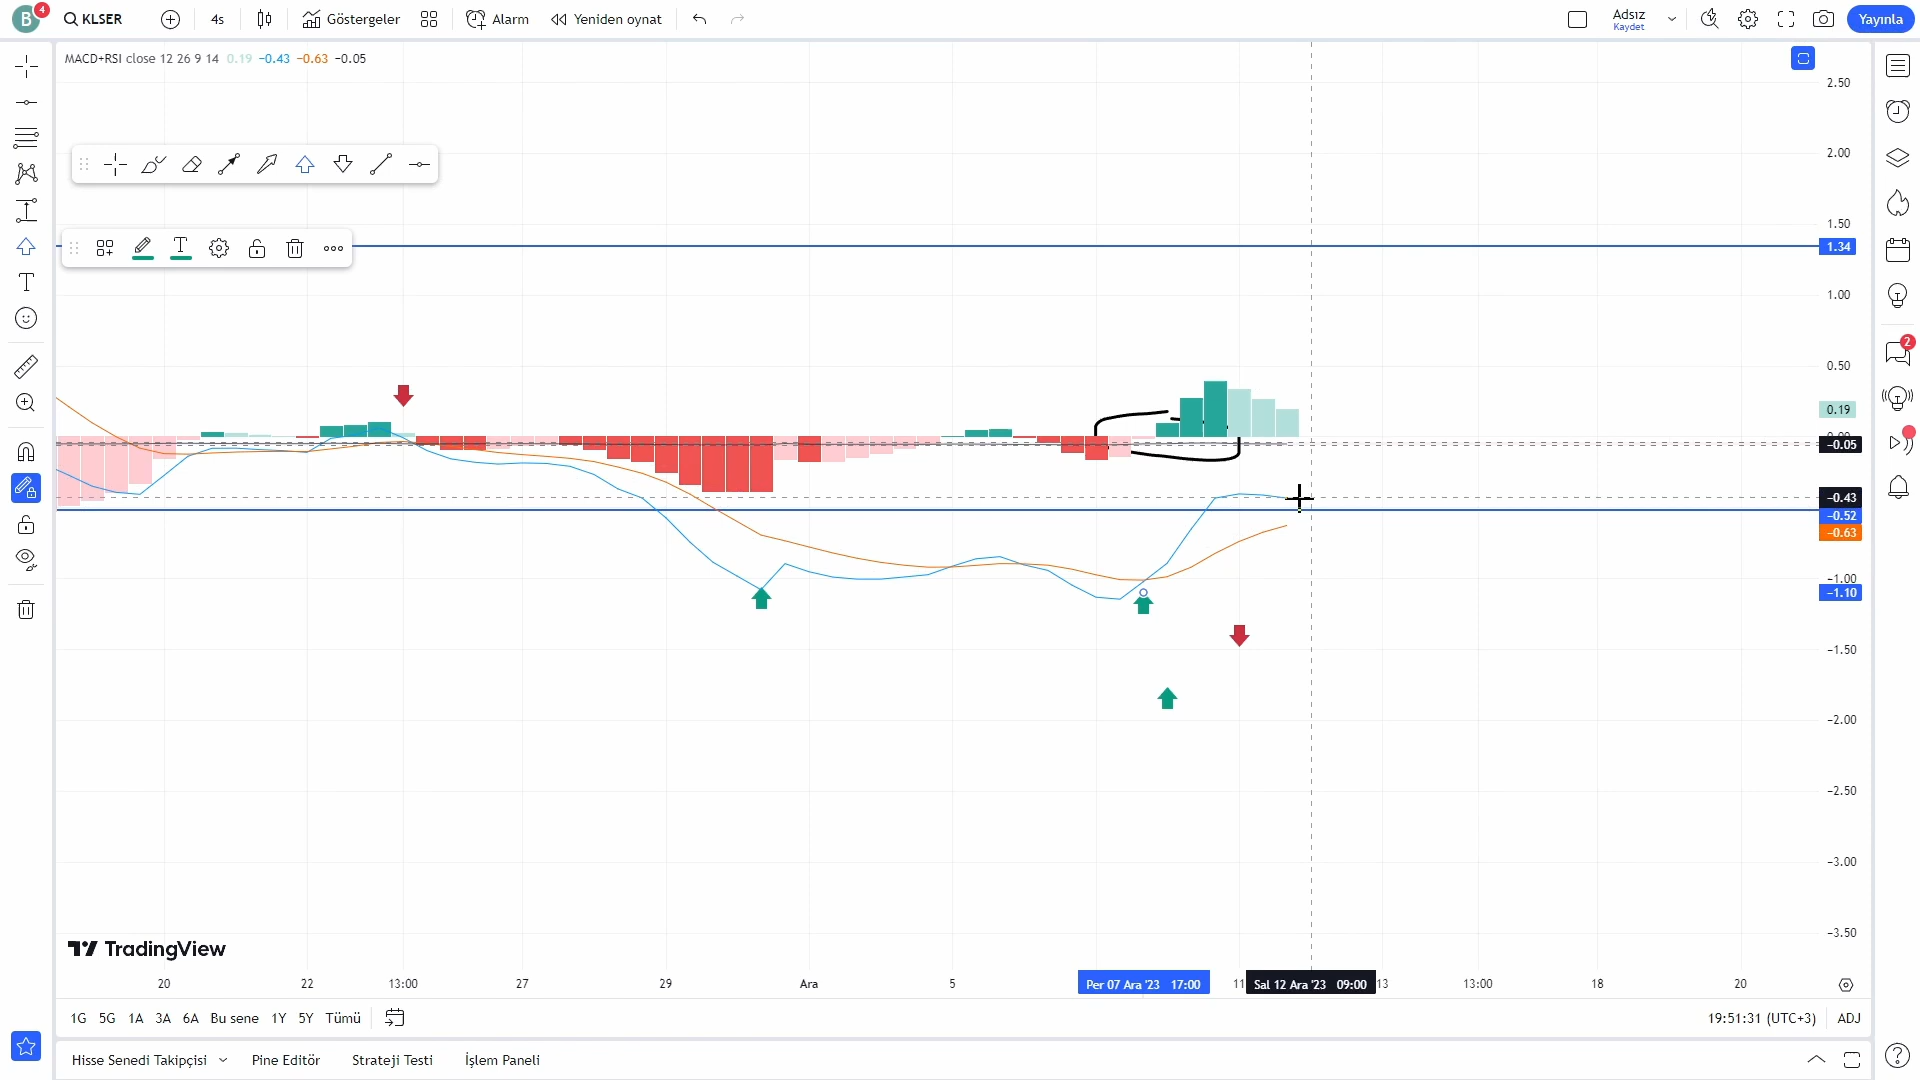 B 4 KLSER 4s Göstergeler Alarm Yeniden oynat Adsız Yayınla
Kaydet
MACD+RSI close 12 26 9 14 0.19 −0.43 −0.63 −0.05
2.50
2.00
1.50
1.34
1.00
2
0.50
0.19
0.00
−0.05
−0.43
−0.52
−0.63
−1.00
−1.10
−1.50
−2.00
−2.50
−3.00
−3.50
TradingView
20 22 13:00 27 29 Ara 5 Per 07 Ara '23 17:00 11 Sal 12 Ara '23 09:00 13 13:00 18 20
1G 5G 1A 3A 6A Bu sene 1Y 5Y Tümü 19:51:31 (UTC+3) ADJ
Hisse Senedi Takipçisi Pine Editör Strateji Testi İşlem Paneli